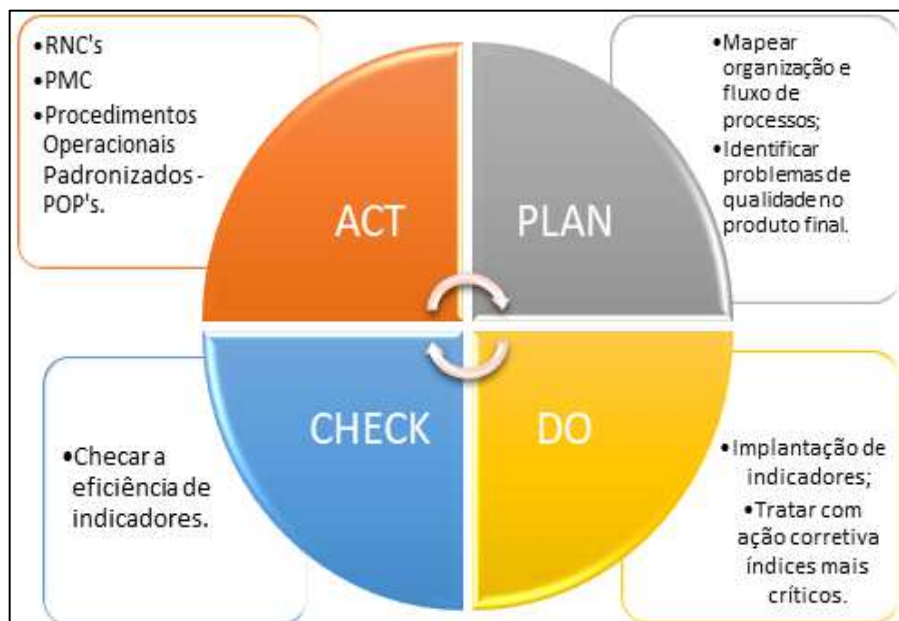 •RNC's
•PMC
•Procedimentos
Operacionais
Padronizados -
POP's.
•Mapear
organização e
fluxo de
processos;
•Identificar
problemas de
qualidade no
produto final.
ACT
PLAN
CHECK
DO
•Checar a
eficiência de
indicadores.
•Implantação de
indicadores;
•Tratar com
ação corretiva
índices mais
críticos.